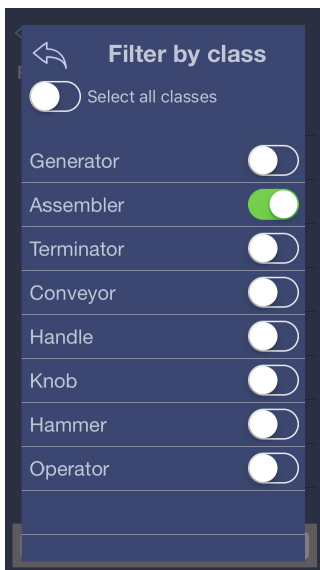 Filter by class
Select all classes
Generator
Assembler
Terminator
Conveyor
Handle
Knob
Hammer
Operator